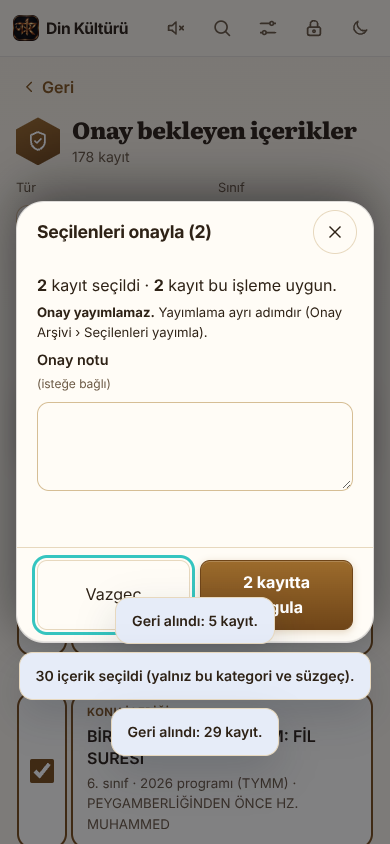 Din Kültürü
Geri
Onay bekleyen içerikler
178 kayıt
Tür Sınıf
Seçilenleri onayla (2)
2 kayıt seçildi · 2 kayıt bu işleme uygun.
Onay yayımlamaz. Yayımlama ayrı adımdır (Onay
Arşivi › Seçilenleri yayımla).
Onay notu
(isteğe bağlı)
Vazgeç
2 kayıtta
Geri alındı: 5 kayıt.
30 içerik seçildi (yalnız bu kategori ve süzgeç).
Geri alındı: 29 kayıt.
SURESİ
6. sınıf · 2026 programı (TYMM) ·
PEYGAMBERLİĞİNDEN ÖNCE HZ.
MUHAMMED